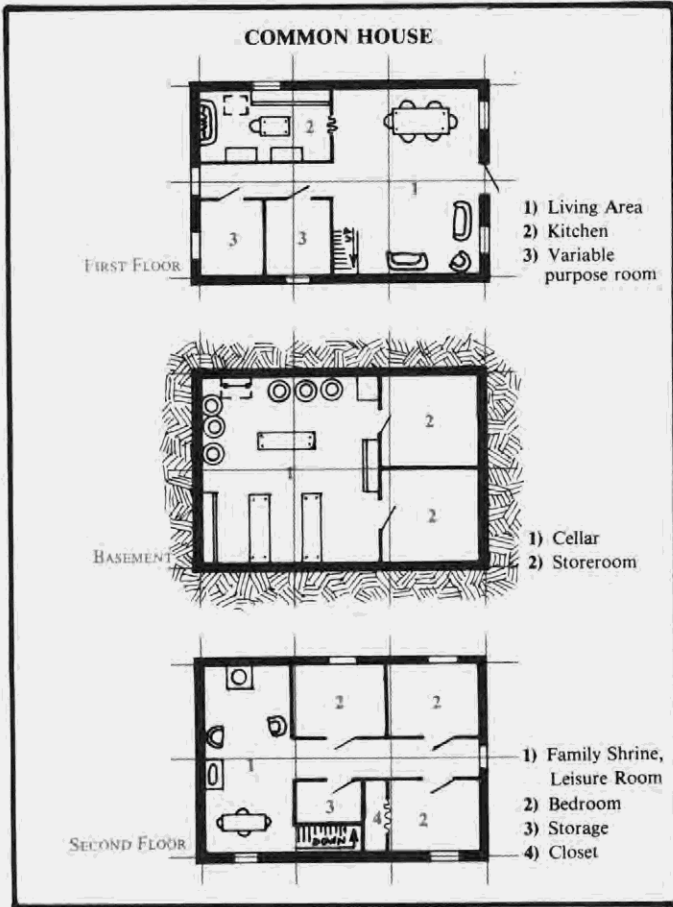 COMMON HOUSE
2
1
3
3
UP
FIRST FLOOR
1) Living Area
2) Kitchen
3) Variable
purpose room
2
1
2
BASEMENT
1) Cellar
2) Storeroom
2
2
1
3
4
2
DOWN
SECOND FLOOR
1) Family Shrine,
Leisure Room
2) Bedroom
3) Storage
4) Closet